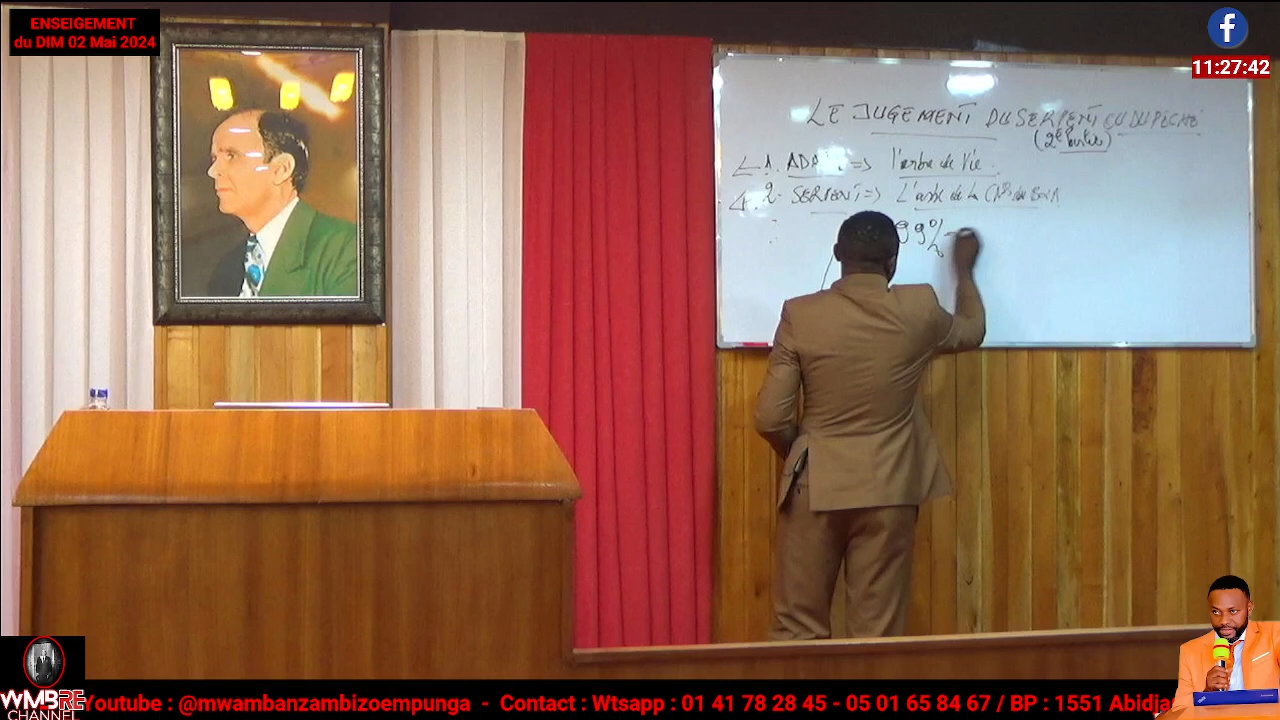 ENSEIGEMENT
du DIM 02 Mai 2024
11:27:42
LE JUGEMENT DU SERPENT OU DU PECHE
(2e Partie)
1. ADA => l'arbre de Vie.
2- SERPENT => L'arbre de la
99%
WMBRE
CHANNEL
Youtube : @mwambanzambizoempunga - Contact : Wtsapp : 01 41 78 28 45 - 05 01 65 84 67 / BP : 1551 Abidja